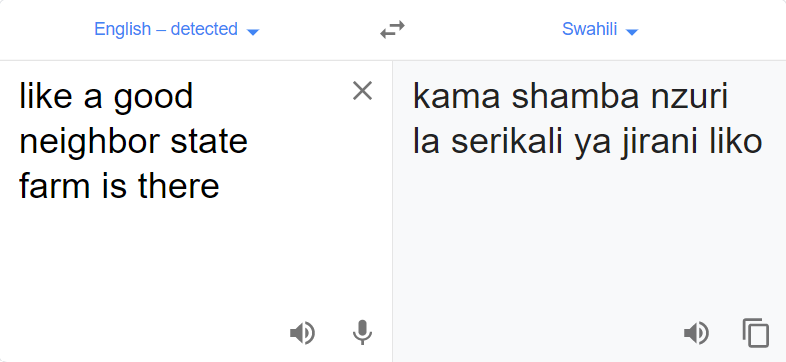 English – detected
Swahili
like a good
neighbor state
farm is there
kama shamba nzuri
la serikali ya jirani liko